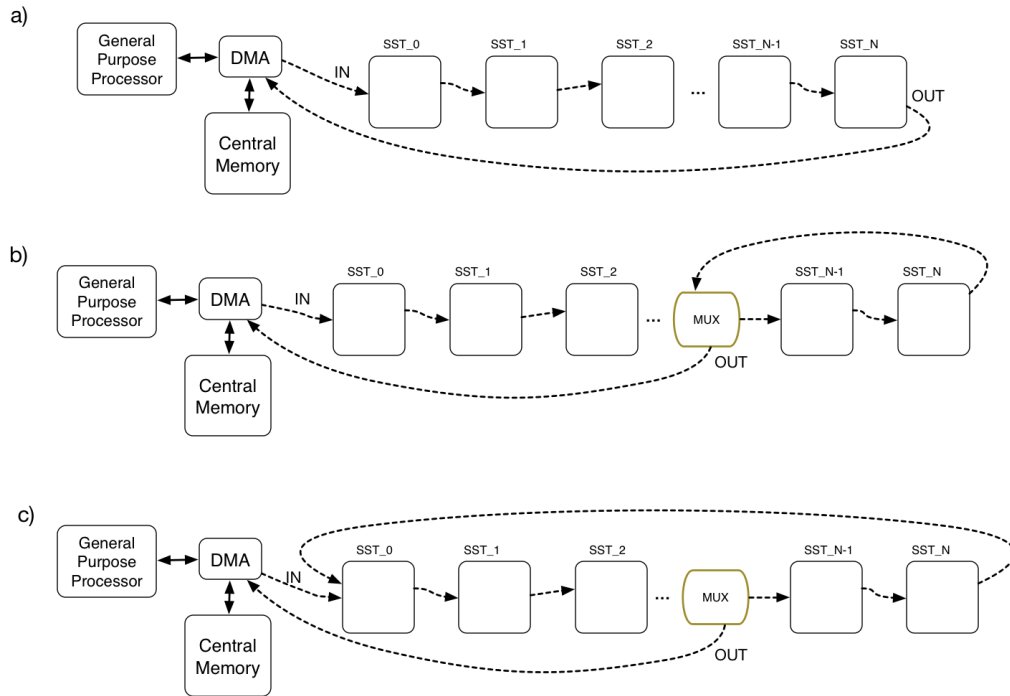 a)
General
Purpose
Processor
DMA
Central
Memory
IN
SST_0
SST_1
SST_2
...
SST_N-1
SST_N
OUT
b)
General
Purpose
Processor
DMA
Central
Memory
IN
SST_0
SST_1
SST_2
...
MUX
OUT
SST_N-1
SST_N
c)
General
Purpose
Processor
DMA
Central
Memory
IN
SST_0
SST_1
SST_2
...
MUX
OUT
SST_N-1
SST_N